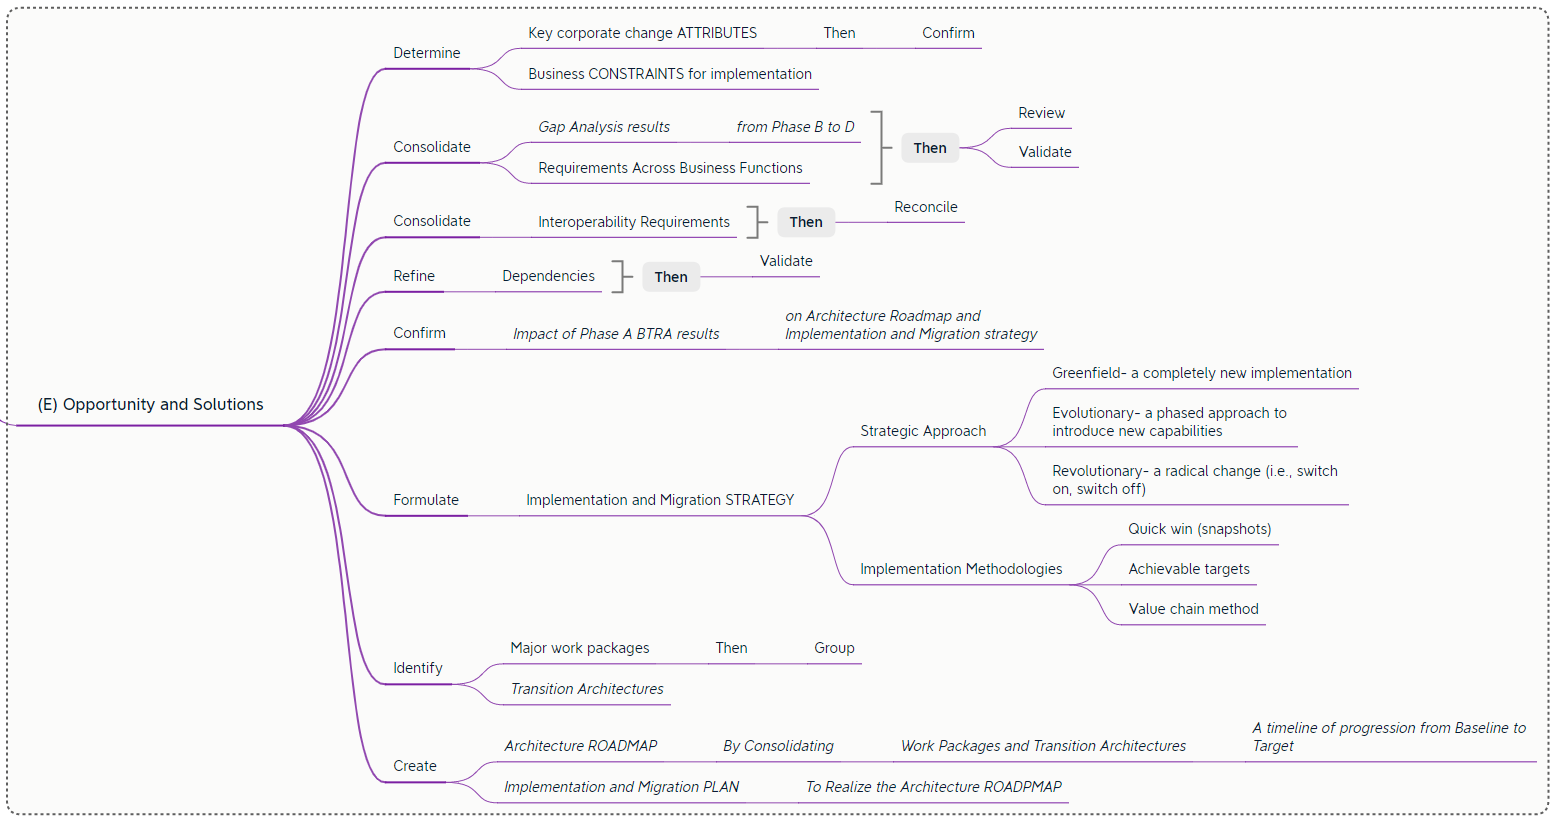 (E) Opportunity and Solutions
Determine
Key corporate change ATTRIBUTES
Then
Confirm
Business CONSTRAINTS for implementation
Consolidate
Gap Analysis results
from Phase B to D
Requirements Across Business Functions
Then
Review
Validate
Consolidate
Interoperability Requirements
Then
Reconcile
Refine
Dependencies
Then
Validate
Confirm
Impact of Phase A BTRA results
on Architecture Roadmap and
Implementation and Migration strategy
Formulate
Implementation and Migration STRATEGY
Strategic Approach
Greenfield- a completely new implementation
Evolutionary- a phased approach to
introduce new capabilities
Revolutionary- a radical change (i.e., switch
on, switch off)
Implementation Methodologies
Quick win (snapshots)
Achievable targets
Value chain method
Identify
Major work packages
Then
Group
Transition Architectures
Create
Architecture ROADMAP
By Consolidating
Work Packages and Transition Architectures
A timeline of progression from Baseline to
Target
Implementation and Migration PLAN
To Realize the Architecture ROADPMAP